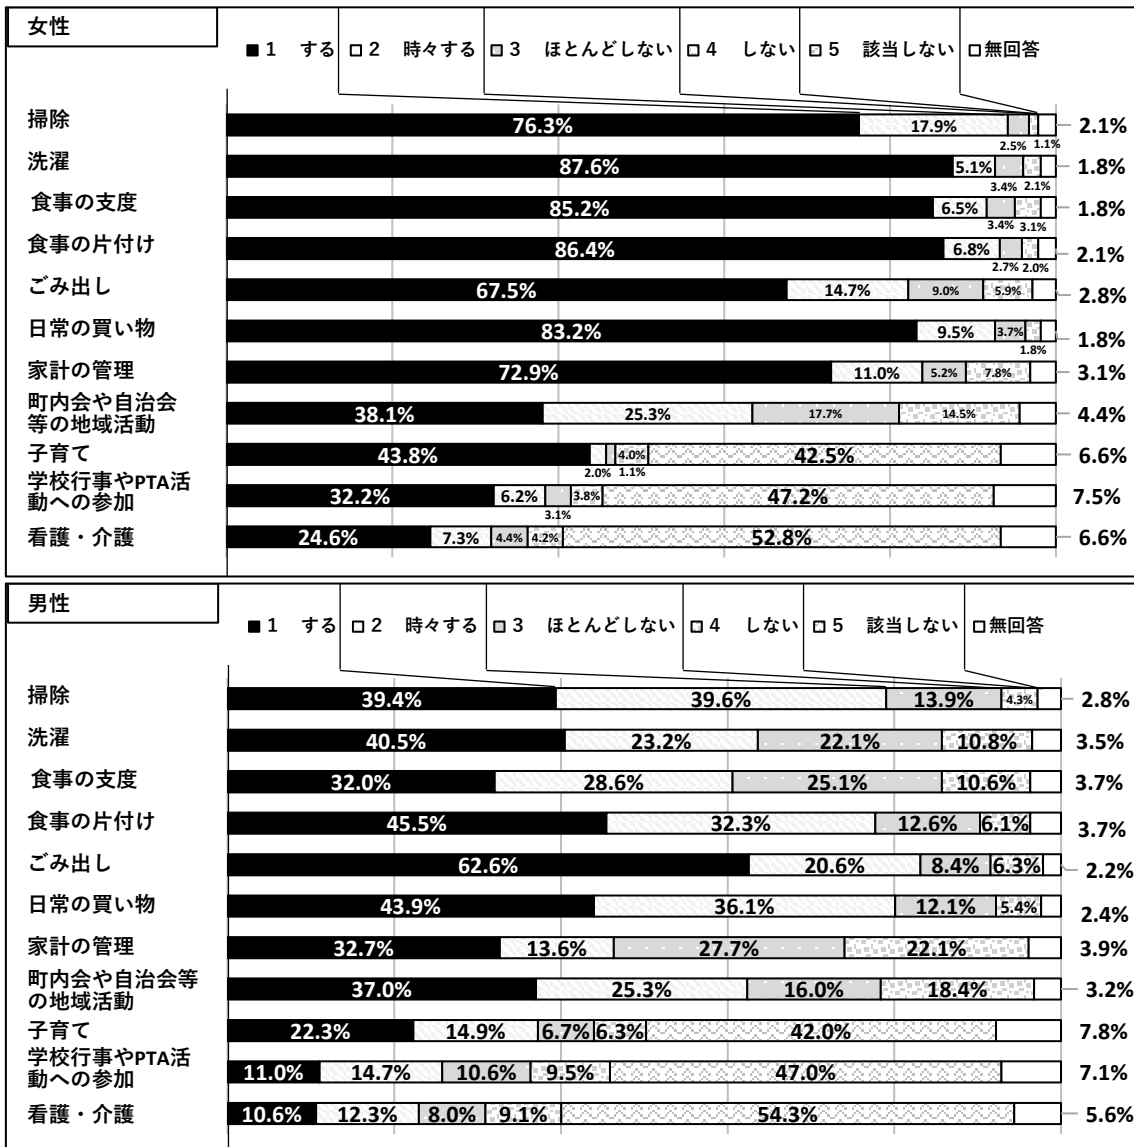 女性
■1　する □2　時々する □3　ほとんどしない □4　しない □5　該当しない □無回答
掃除 76.3% 17.9% 2.5% 1.1% 2.1%
洗濯 87.6% 5.1% 3.4% 2.1% 1.8%
食事の支度 85.2% 6.5% 3.4% 3.1% 1.8%
食事の片付け 86.4% 6.8% 2.7% 2.0% 2.1%
ごみ出し 67.5% 14.7% 9.0% 5.9% 2.8%
日常の買い物 83.2% 9.5% 3.7% 1.8% 1.8%
家計の管理 72.9% 11.0% 5.2% 7.8% 3.1%
町内会や自治会
等の地域活動 38.1% 25.3% 17.7% 14.5% 4.4%
子育て 43.8% 2.0% 1.1% 4.0% 42.5% 6.6%
学校行事やPTA活
動への参加 32.2% 6.2% 3.1% 3.8% 47.2% 7.5%
看護・介護 24.6% 7.3% 4.4% 4.2% 52.8% 6.6%
男性
■1　する □2　時々する □3　ほとんどしない □4　しない □5　該当しない □無回答
掃除 39.4% 39.6% 13.9% 4.3% 2.8%
洗濯 40.5% 23.2% 22.1% 10.8% 3.5%
食事の支度 32.0% 28.6% 25.1% 10.6% 3.7%
食事の片付け 45.5% 32.3% 12.6% 6.1% 3.7%
ごみ出し 62.6% 20.6% 8.4% 6.3% 2.2%
日常の買い物 43.9% 36.1% 12.1% 5.4% 2.4%
家計の管理 32.7% 13.6% 27.7% 22.1% 3.9%
町内会や自治会等
の地域活動 37.0% 25.3% 16.0% 18.4% 3.2%
子育て 22.3% 14.9% 6.7% 6.3% 42.0% 7.8%
学校行事やPTA活
動への参加 11.0% 14.7% 10.6% 9.5% 47.0% 7.1%
看護・介護 10.6% 12.3% 8.0% 9.1% 54.3% 5.6%